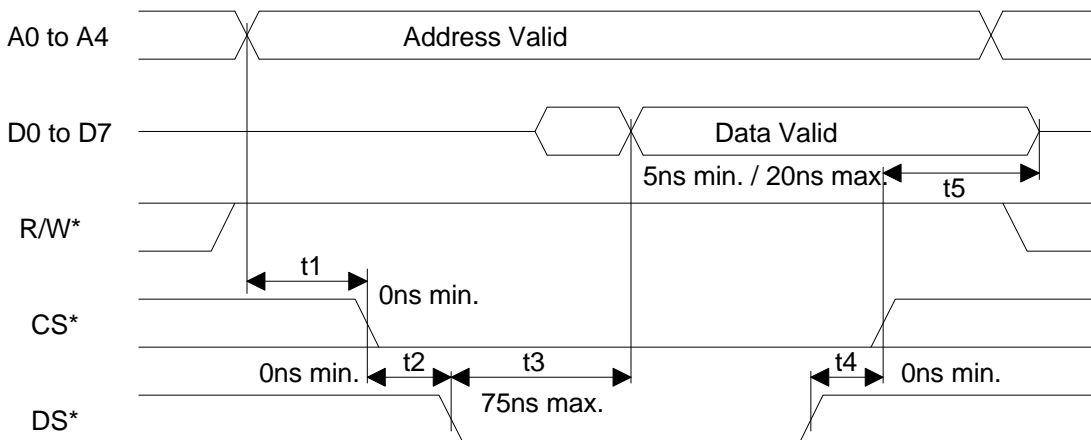 A0 to A4
Address Valid
D0 to D7
Data Valid
5ns min. / 20ns max.
t5
R/W*
t1
0ns min.
CS*
0ns min.
t2
t3
t4
0ns min.
75ns max.
DS*